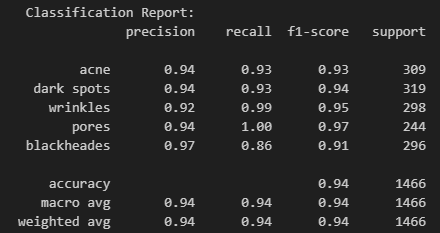 Classification Report:
precision recall f1-score support
acne 0.94 0.93 0.93 309
dark spots 0.94 0.93 0.94 319
wrinkles 0.92 0.99 0.95 298
pores 0.94 1.00 0.97 244
blackheades 0.97 0.86 0.91 296
accuracy 0.94 1466
macro avg 0.94 0.94 0.94 1466
weighted avg 0.94 0.94 0.94 1466